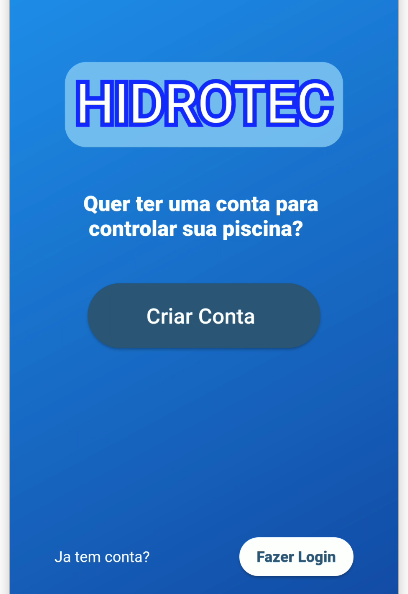 HIDROTEC
Quer ter uma conta para
controlar sua piscina?
Criar Conta
Ja tem conta?
Fazer Login